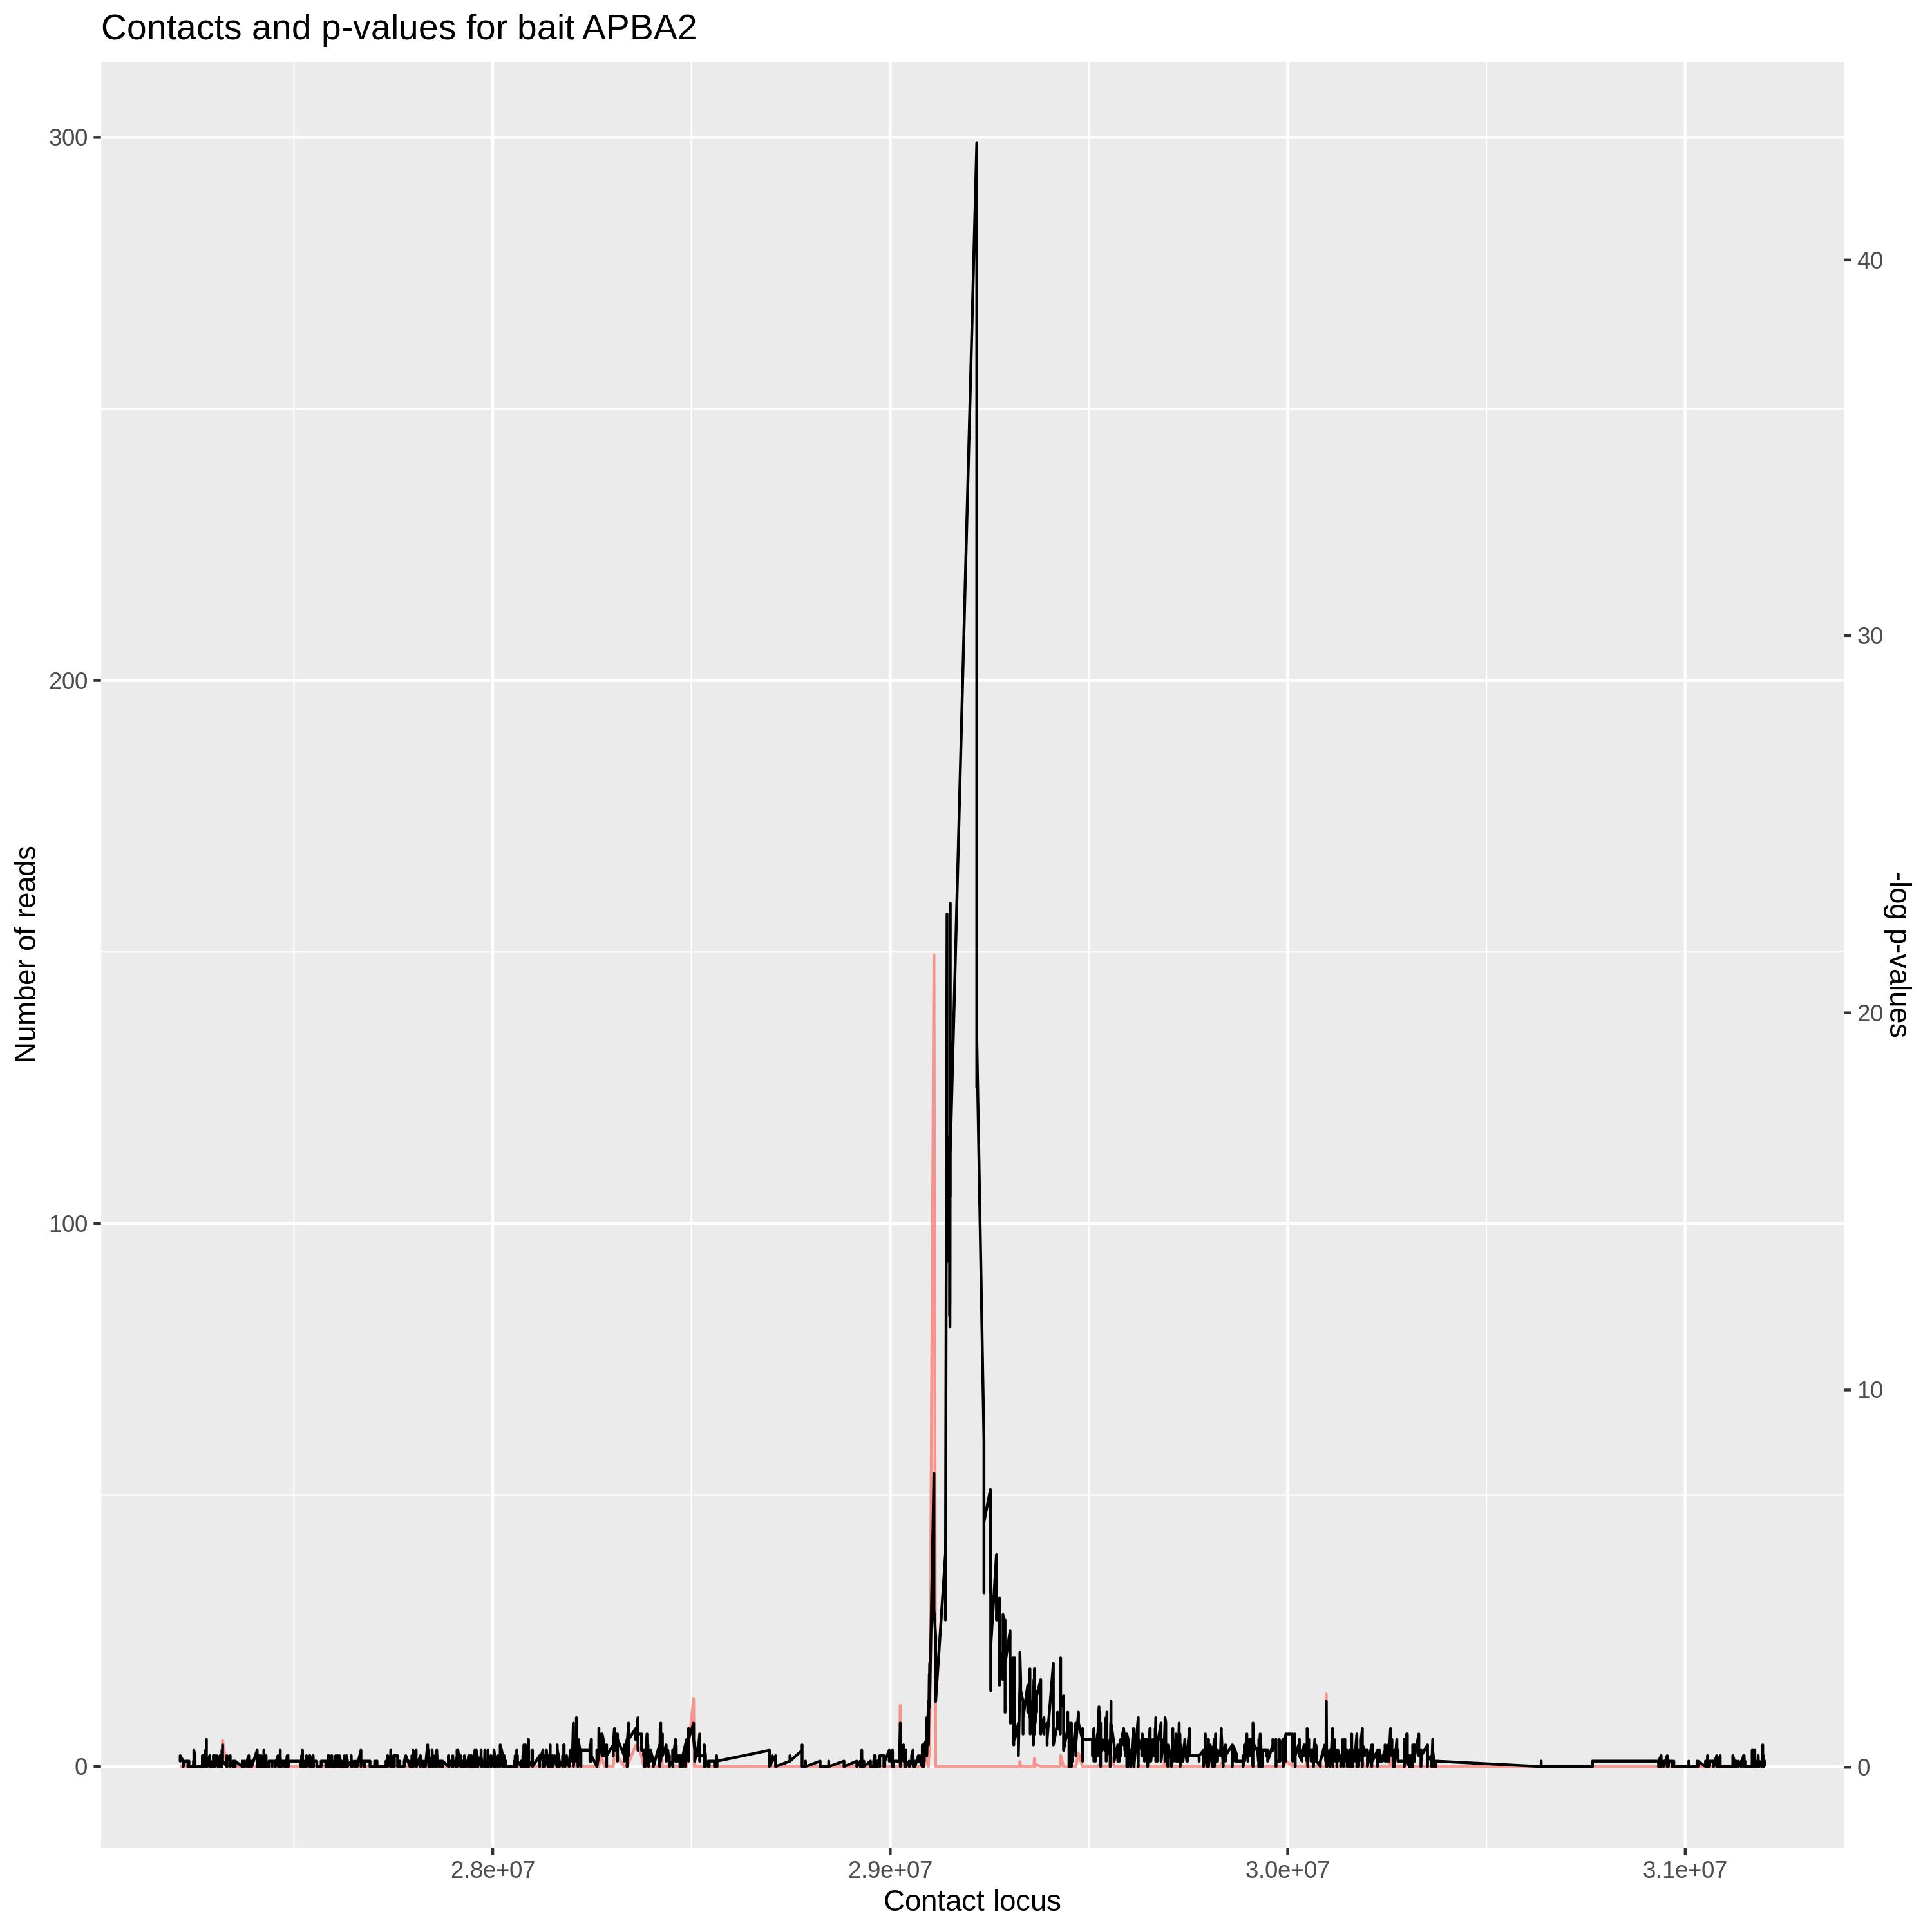 Contacts and p-values for bait APBA2
300
200
100
0
Number of reads
40
30
20
10
0
-log p-values
2.8e+07
2.9e+07
3.0e+07
3.1e+07
Contact locus